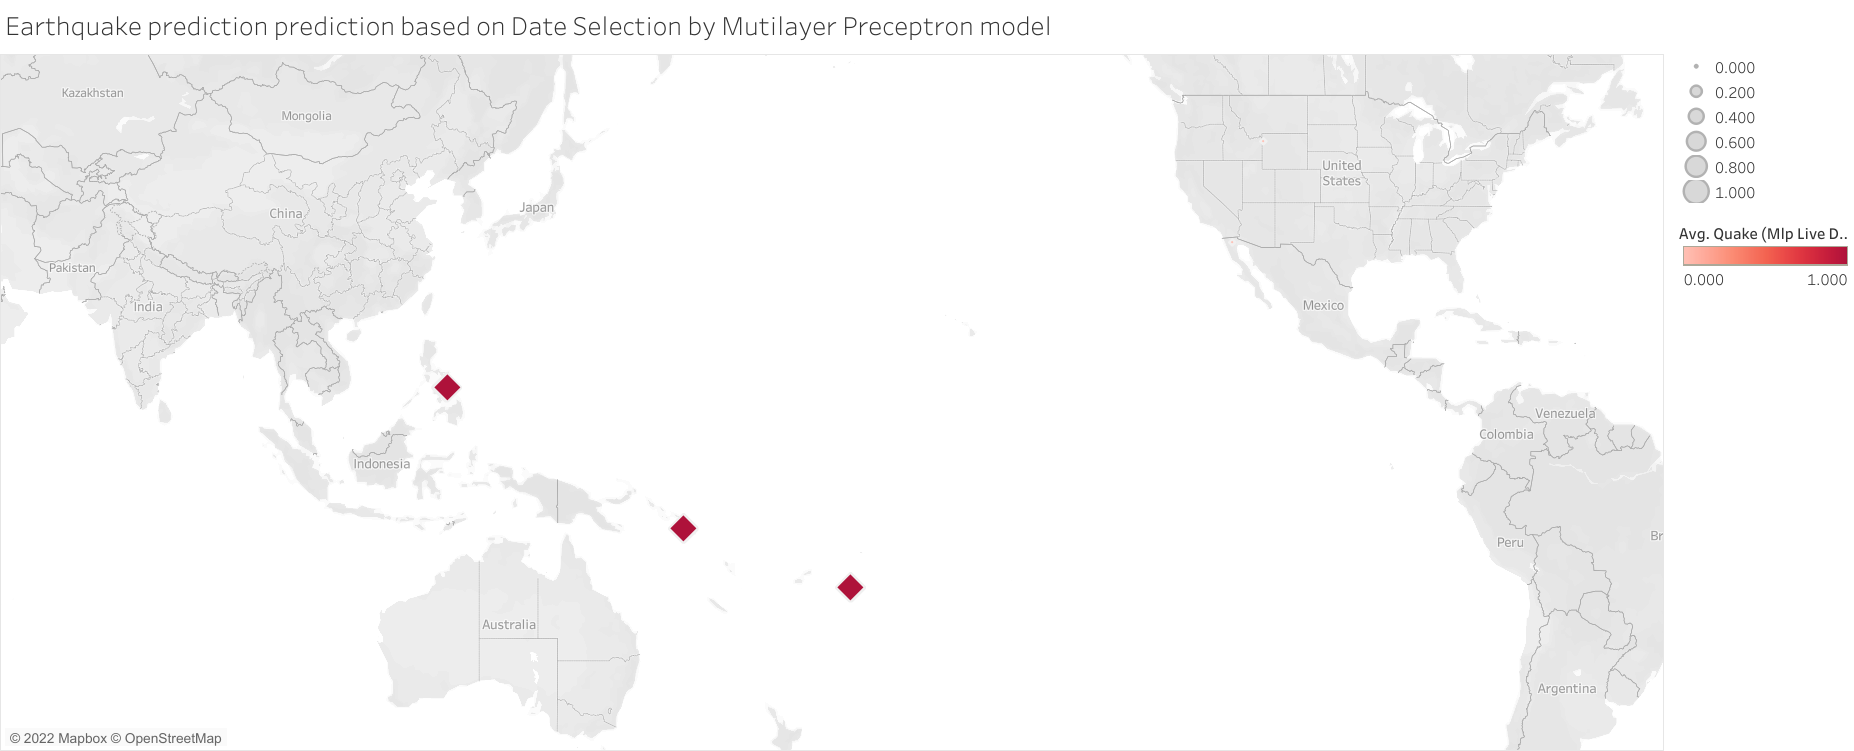 Earthquake prediction prediction based on Date Selection by Mutilayer Preceptron model
0.000
0.200
0.400
0.600
0.800
1.000
Avg. Quake (Mlp Live D..
0.000 1.000
Kazakhstan
Mongolia
United
States
Japan
China
Pakistan
India
Mexico
Venezuela
Colombia
Indonesia
Br
Peru
Australia
Argentina
© 2022 Mapbox © OpenStreetMap